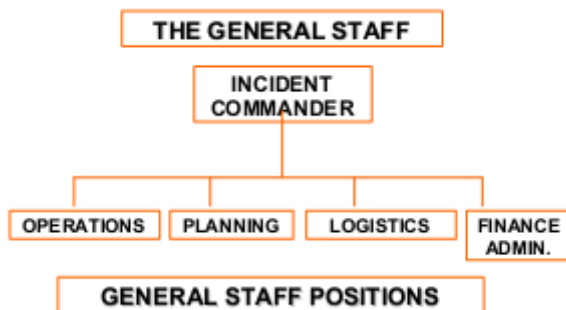 THE GENERAL STAFF
INCIDENT
COMMANDER
OPERATIONS
PLANNING
LOGISTICS
FINANCE
ADMIN.
GENERAL STAFF POSITIONS